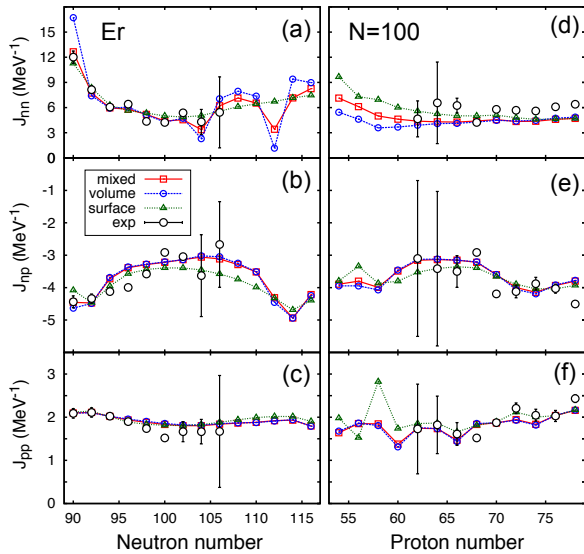 Er (a)
N=100 (d)
J_nn (MeV⁻¹)
15
12
9
6
3
0
(b)
(e)
mixed
volume
surface
exp
J_np (MeV⁻¹)
-1
-2
-3
-4
-5
(c)
(f)
J_pp (MeV⁻¹)
3
2
1
0
90 95 100 105 110 115
55 60 65 70 75
Neutron number
Proton number